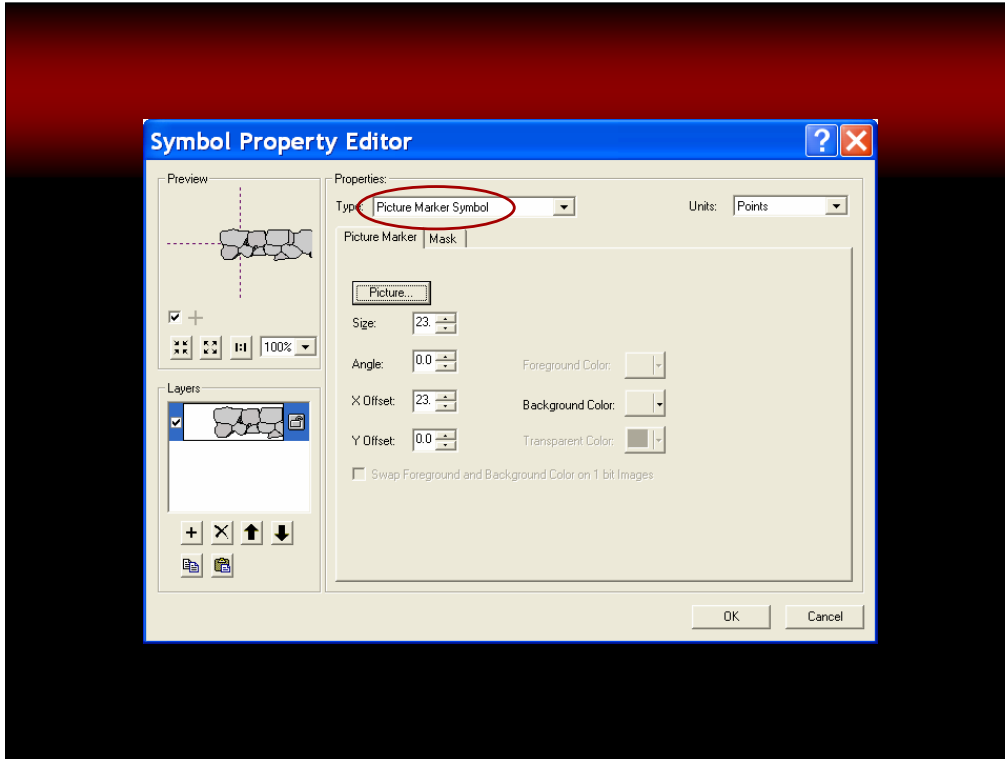 Symbol Property Editor
Preview
100%
Layers
Properties:
Type: Picture Marker Symbol
Units: Points
Picture Marker Mask
Picture...
Size: 23.
Angle: 0.0
Foreground Color:
X Offset: 23.
Background Color:
Y Offset: 0.0
Transparent Color:
Swap Foreground and Background Color on 1 bit Images
OK Cancel